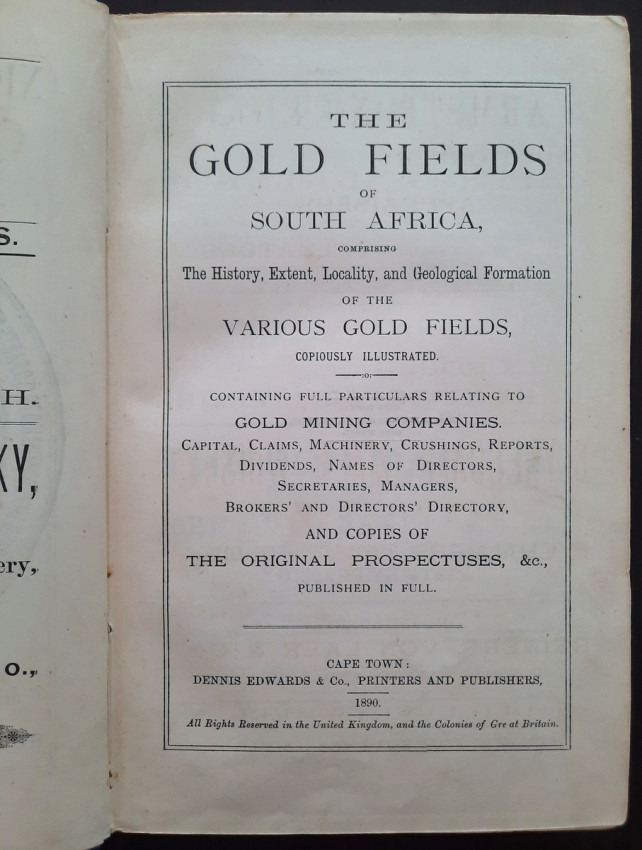 S.
H.
KY,
ery,
o.,
THE
GOLD FIELDS
OF
SOUTH AFRICA,
COMPRISING
The History, Extent, Locality, and Geological Formation
OF THE
VARIOUS GOLD FIELDS,
COPIOUSLY ILLUSTRATED.
:o:
CONTAINING FULL PARTICULARS RELATING TO
GOLD MINING COMPANIES.
CAPITAL, CLAIMS, MACHINERY, CRUSHINGS, REPORTS,
DIVIDENDS, NAMES OF DIRECTORS,
SECRETARIES, MANAGERS,
BROKERS' AND DIRECTORS' DIRECTORY,
AND COPIES OF
THE ORIGINAL PROSPECTUSES, &c.,
PUBLISHED IN FULL.
CAPE TOWN:
DENNIS EDWARDS & Co., PRINTERS AND PUBLISHERS,
1890.
All Rights Reserved in the United Kingdom, and the Colonies of Gre at Britain.